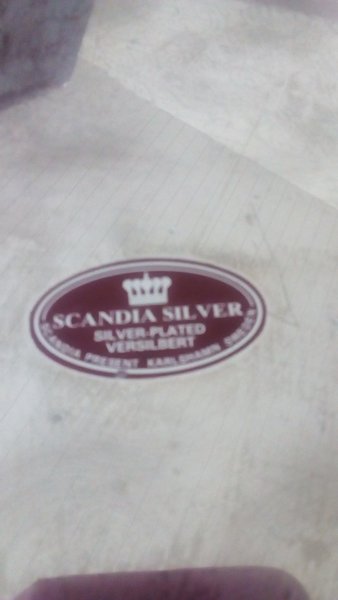 SCANDIA SILVER
SILVER-PLATED
VERSILBERT
SCANDIA PRESENT KARLSHAMN SWEDEN